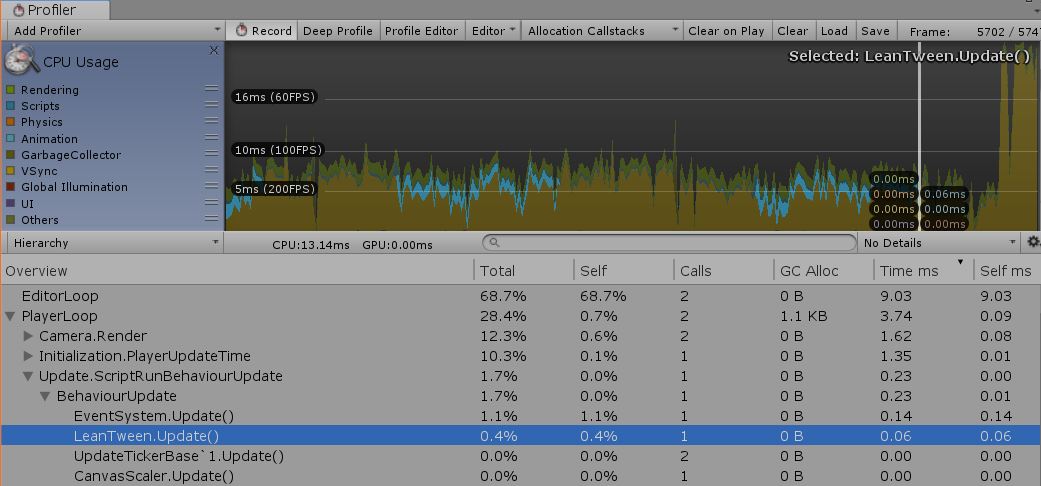 Profiler
Add Profiler Record Deep Profile Profile Editor Editor Allocation Callstacks Clear on Play Clear Load Save Frame: 5702 / 574
CPU Usage x
Selected: LeanTween.Update()
Rendering
Scripts
Physics
Animation
GarbageCollector
VSync
Global Illumination
UI
Others
16ms (60FPS)
10ms (100FPS)
5ms (200FPS)
0.00ms
0.00ms 0.06ms
0.00ms 0.00ms
0.00ms 0.00ms
Hierarchy CPU:13.14ms GPU:0.00ms No Details
Overview Total Self Calls GC Alloc Time ms Self ms
EditorLoop 68.7% 68.7% 2 0 B 9.03 9.03
PlayerLoop 28.4% 0.7% 2 1.1 KB 3.74 0.09
Camera.Render 12.3% 0.6% 2 0 B 1.62 0.08
Initialization.PlayerUpdateTime 10.3% 0.1% 1 0 B 1.35 0.01
Update.ScriptRunBehaviourUpdate 1.7% 0.0% 1 0 B 0.23 0.00
BehaviourUpdate 1.7% 0.0% 1 0 B 0.23 0.01
EventSystem.Update() 1.1% 1.1% 1 0 B 0.14 0.14
LeanTween.Update() 0.4% 0.4% 1 0 B 0.06 0.06
UpdateTickerBase`1.Update() 0.0% 0.0% 2 0 B 0.00 0.00
CanvasScaler.Update() 0.0% 0.0% 1 0 B 0.00 0.00